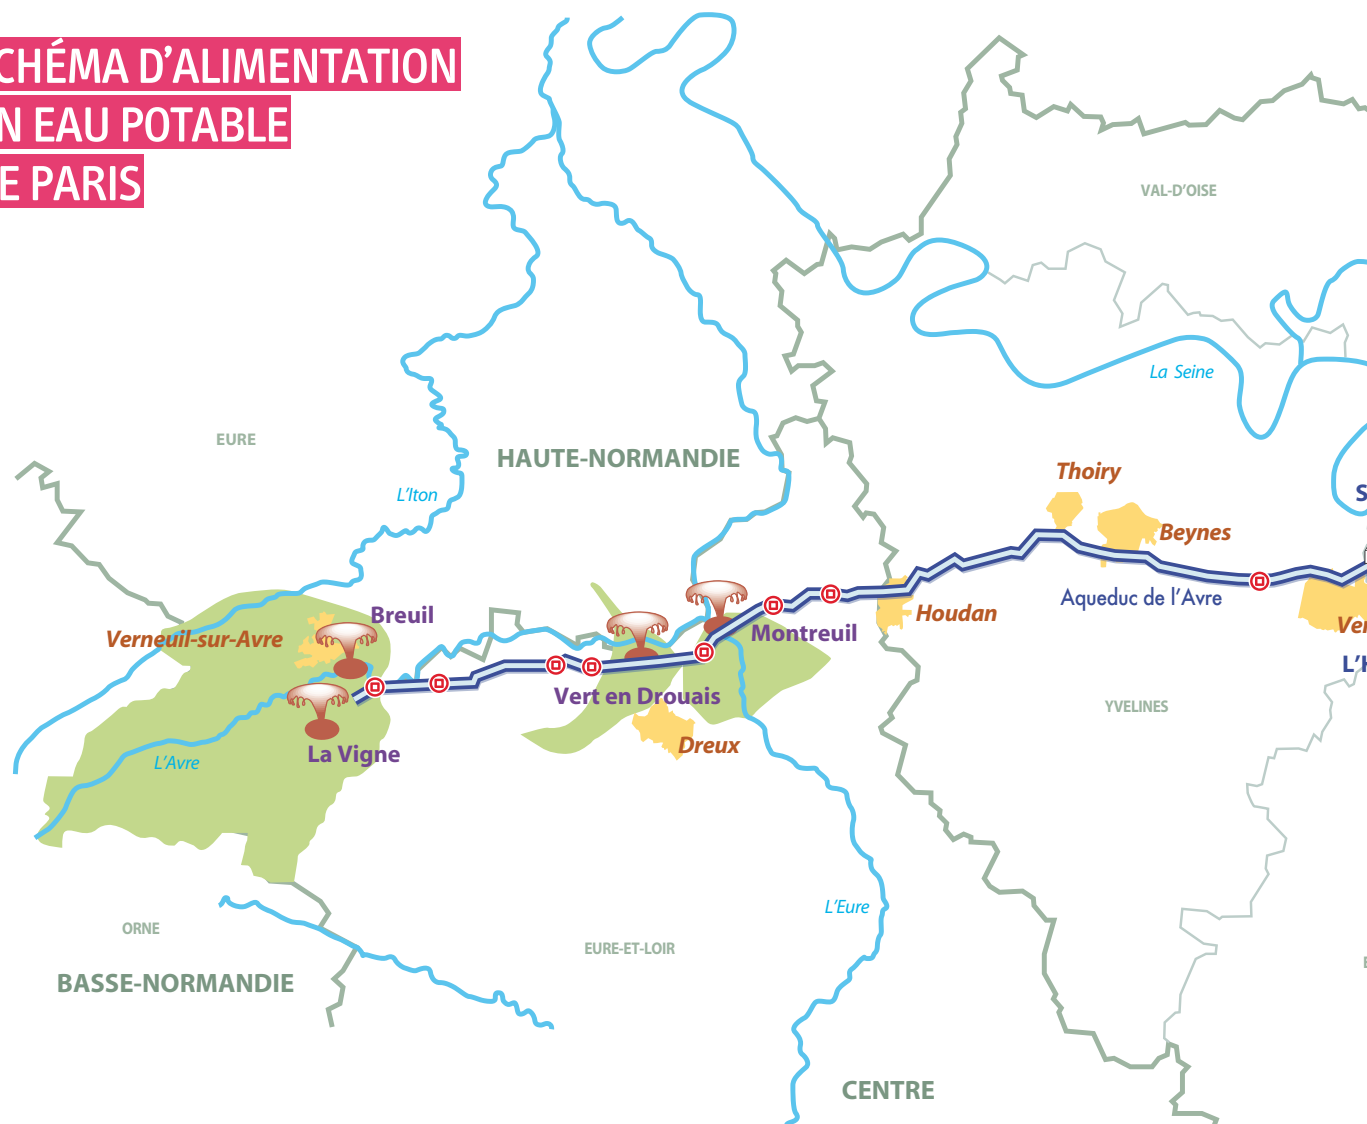 CHÉMA D'ALIMENTATION
N EAU POTABLE
E PARIS
VAL-D'OISE
La Seine
EURE
HAUTE-NORMANDIE
L'Iton
Thoiry
S
Beynes
Aqueduc de l'Avre
Breuil
Verneuil-sur-Avre
Houdan
Montreuil
Ver
L'H
Vert en Drouais
YVELINES
Dreux
La Vigne
L'Avre
L'Eure
ORNE
EURE-ET-LOIR
BASSE-NORMANDIE
E
CENTRE